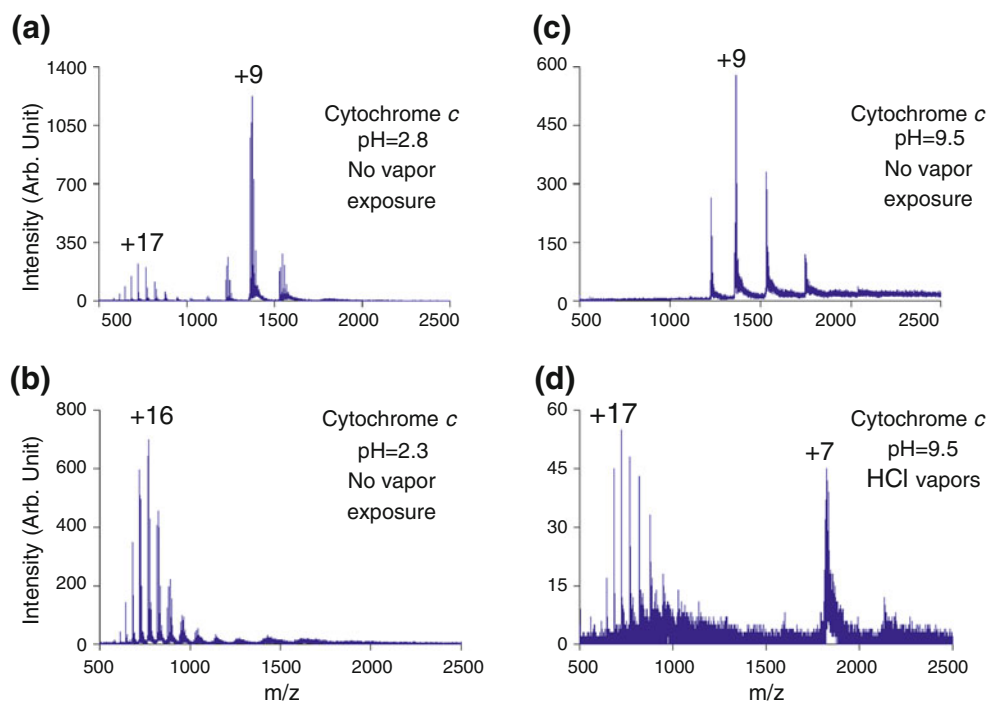 (a)
1400
1050
700
350
0
Intensity (Arb. Unit)
+9
+17
Cytochrome c
pH=2.8
No vapor
exposure
500 1000 1500 2000 2500
(c)
600
450
300
150
0
+9
Cytochrome c
pH=9.5
No vapor
exposure
500 1000 1500 2000 2500
(b)
800
600
400
200
0
Intensity (Arb. Unit)
+16
Cytochrome c
pH=2.3
No vapor
exposure
500 1000 1500 2000 2500
m/z
(d)
60
45
30
15
0
+17
+7
Cytochrome c
pH=9.5
HCl vapors
500 1000 1500 2000 2500
m/z